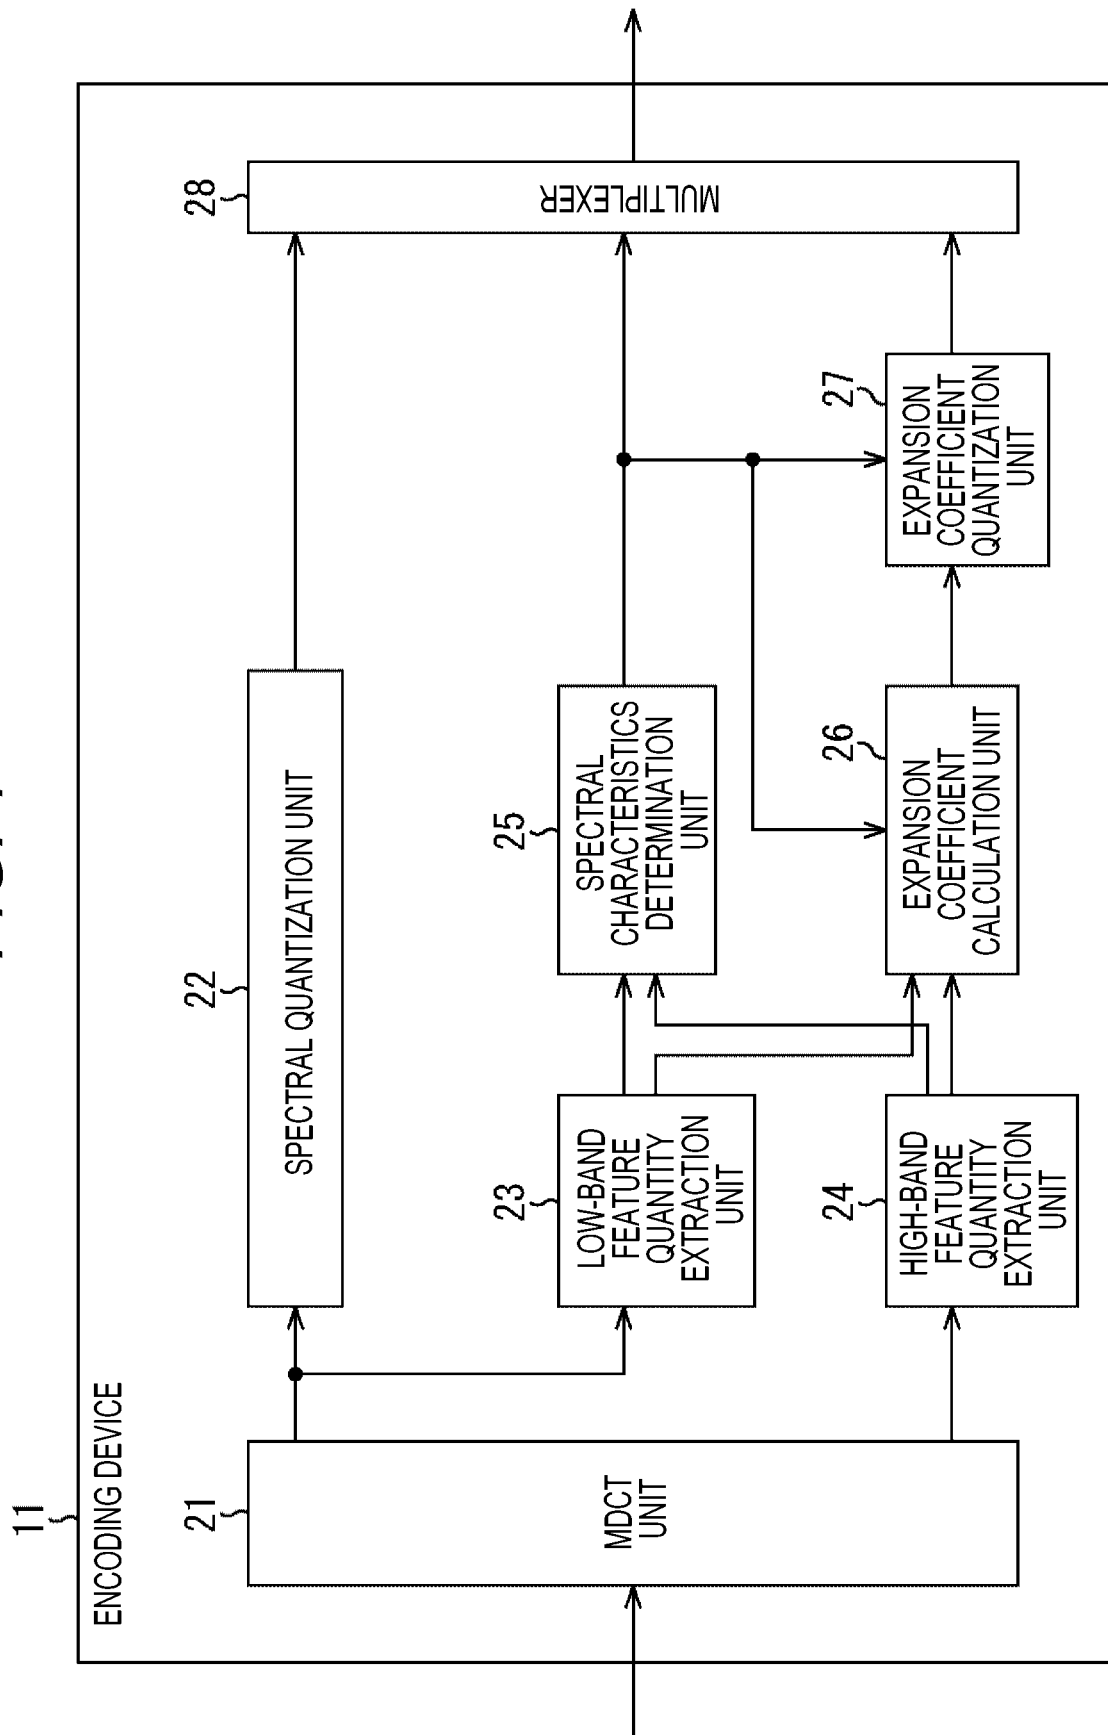 11
ENCODING DEVICE
21
MDCT
UNIT
22
SPECTRAL QUANTIZATION UNIT
23
LOW-BAND
FEATURE
QUANTITY
EXTRACTION
UNIT
24
HIGH-BAND
FEATURE
QUANTITY
EXTRACTION
UNIT
25
SPECTRAL
CHARACTERISTICS
DETERMINATION
UNIT
26
EXPANSION
COEFFICIENT
CALCULATION UNIT
27
EXPANSION
COEFFICIENT
QUANTIZATION
UNIT
28
MULTIPLEXER